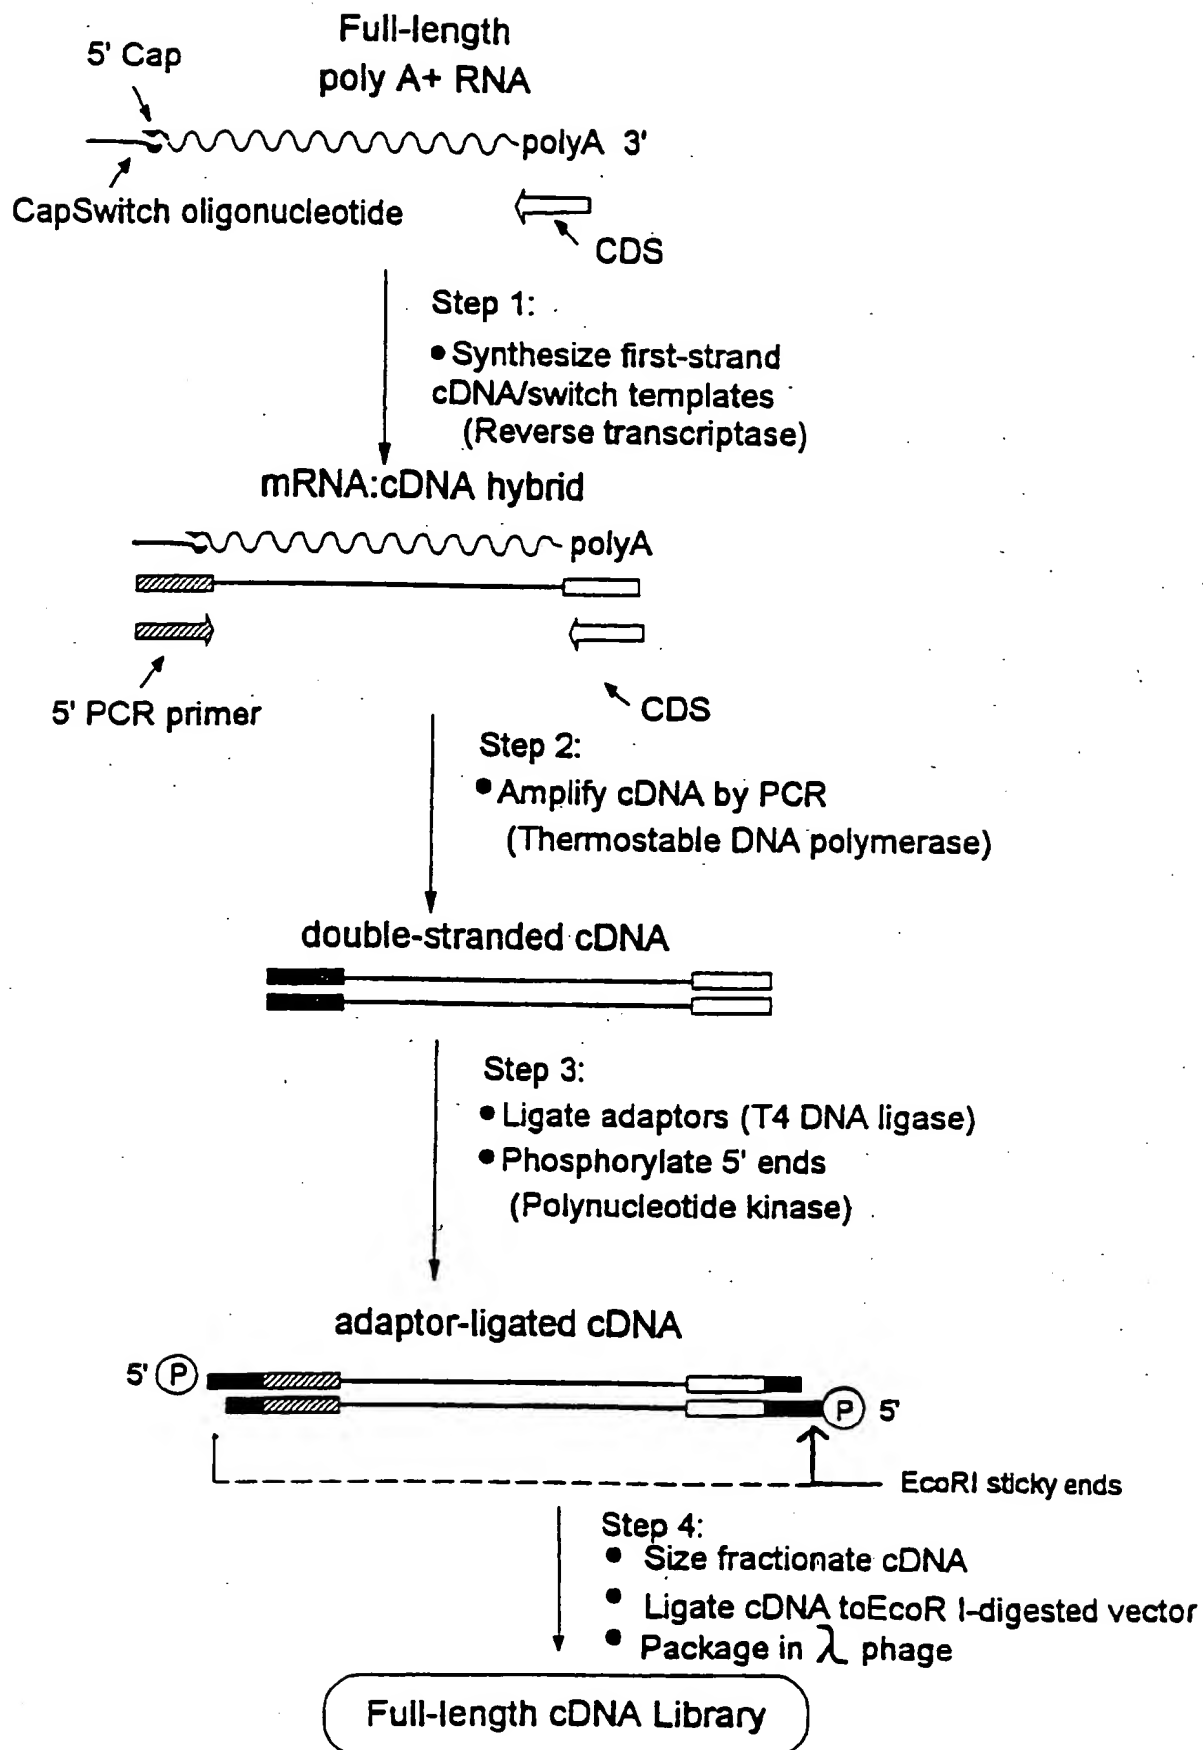 Full-length
poly A+ RNA
5' Cap
polyA 3'
CapSwitch oligonucleotide
CDS
Step 1:
• Synthesize first-strand
cDNA/switch templates
(Reverse transcriptase)
mRNA:cDNA hybrid
polyA
5' PCR primer
CDS
Step 2:
• Amplify cDNA by PCR
(Thermostable DNA polymerase)
double-stranded cDNA
Step 3:
• Ligate adaptors (T4 DNA ligase)
• Phosphorylate 5' ends
(Polynucleotide kinase)
adaptor-ligated cDNA
5' P
P 5'
EcoRI sticky ends
Step 4:
• Size fractionate cDNA
• Ligate cDNA toEcoR I-digested vector
• Package in λ phage
Full-length cDNA Library